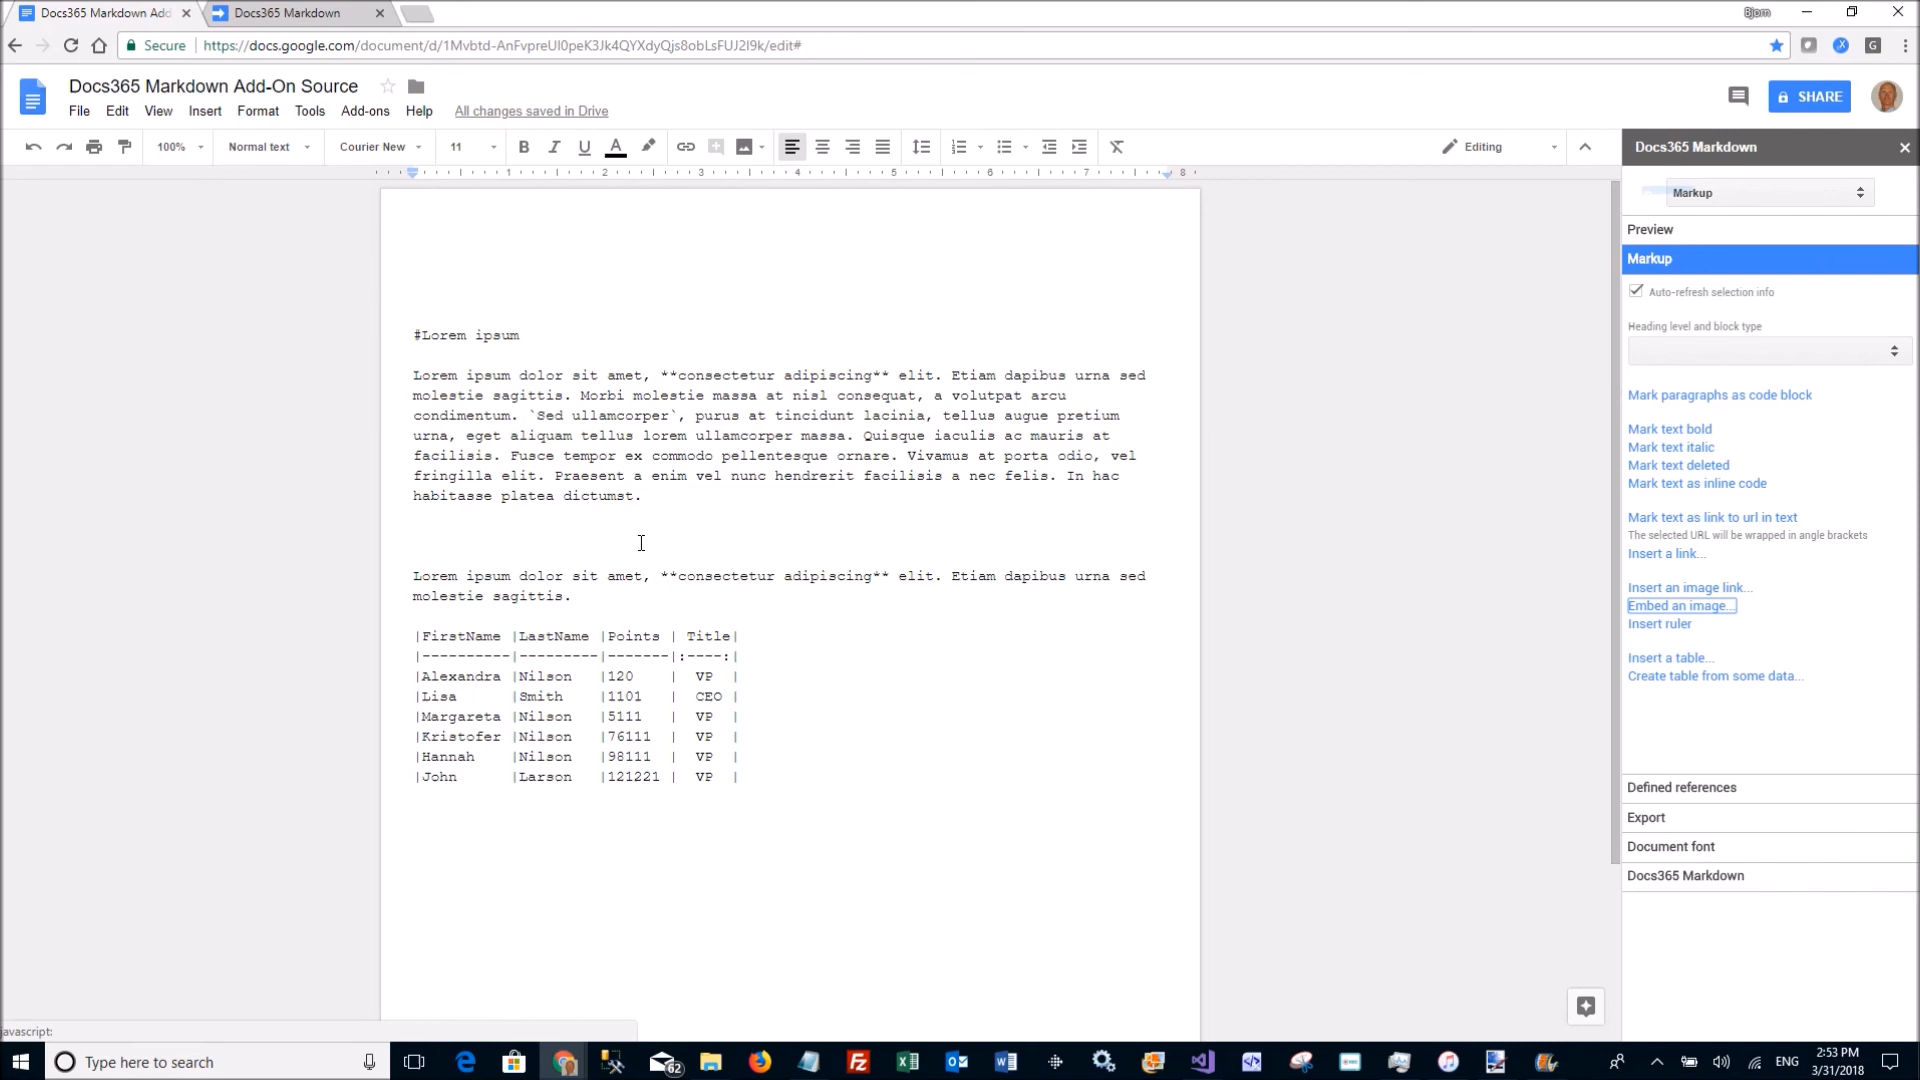 Docs365 Markdown Add
Docs365 Markdown
Bjorn
Secure
https://docs.google.com/document/d/1Mvbtd-AnFvpreUI0peK3Jk4QYXdyQjs8obLsFUJ2I9k/edit#
Docs365 Markdown Add-On Source
SHARE
File Edit View Insert Format Tools Add-ons Help All changes saved in Drive
100% Normal text Courier New 11 B I U A Editing
1 2 3 4 5 6 7 8
#Lorem ipsum
Lorem ipsum dolor sit amet, **consectetur adipiscing** elit. Etiam dapibus urna sed
molestie sagittis. Morbi molestie massa at nisl consequat, a volutpat arcu
condimentum. `Sed ullamcorper`, purus at tincidunt lacinia, tellus augue pretium
urna, eget aliquam tellus lorem ullamcorper massa. Quisque iaculis ac mauris at
facilisis. Fusce tempor ex commodo pellentesque ornare. Vivamus at porta odio, vel
fringilla elit. Praesent a enim vel nunc hendrerit facilisis a nec felis. In hac
habitasse platea dictumst.
Lorem ipsum dolor sit amet, **consectetur adipiscing** elit. Etiam dapibus urna sed
molestie sagittis.
|FirstName |LastName |Points | Title|
|----------|---------|-------|:----:|
|Alexandra |Nilson   |120    |  VP  |
|Lisa      |Smith    |1101   |  CEO |
|Margareta |Nilson   |5111   |  VP  |
|Kristofer |Nilson   |76111  |  VP  |
|Hannah    |Nilson   |98111  |  VP  |
|John      |Larson   |121221 |  VP  |
Docs365 Markdown
Markup
Preview
Markup
Auto-refresh selection info
Heading level and block type
Mark paragraphs as code block
Mark text bold
Mark text italic
Mark text deleted
Mark text as inline code
Mark text as link to url in text
The selected URL will be wrapped in angle brackets
Insert a link...
Insert an image link...
Embed an image...
Insert ruler
Insert a table...
Create table from some data...
Defined references
Export
Document font
Docs365 Markdown
javascript:
Type here to search
62
ENG
2:53 PM
3/31/2018